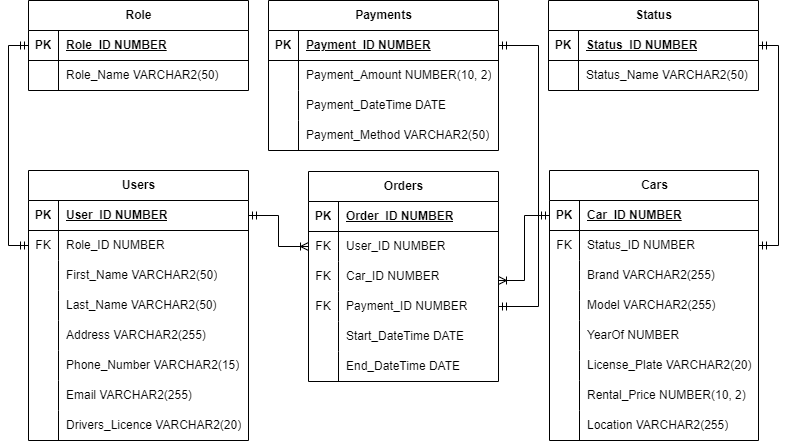 Role
PK Role_ID NUMBER
Role_Name VARCHAR2(50)
Payments
PK Payment_ID NUMBER
Payment_Amount NUMBER(10, 2)
Payment_DateTime DATE
Payment_Method VARCHAR2(50)
Status
PK Status_ID NUMBER
Status_Name VARCHAR2(50)
Users
PK User_ID NUMBER
FK Role_ID NUMBER
First_Name VARCHAR2(50)
Last_Name VARCHAR2(50)
Address VARCHAR2(255)
Phone_Number VARCHAR2(15)
Email VARCHAR2(255)
Drivers_Licence VARCHAR2(20)
Orders
PK Order_ID NUMBER
FK User_ID NUMBER
FK Car_ID NUMBER
FK Payment_ID NUMBER
Start_DateTime DATE
End_DateTime DATE
Cars
PK Car_ID NUMBER
FK Status_ID NUMBER
Brand VARCHAR2(255)
Model VARCHAR2(255)
YearOf NUMBER
License_Plate VARCHAR2(20)
Rental_Price NUMBER(10, 2)
Location VARCHAR2(255)